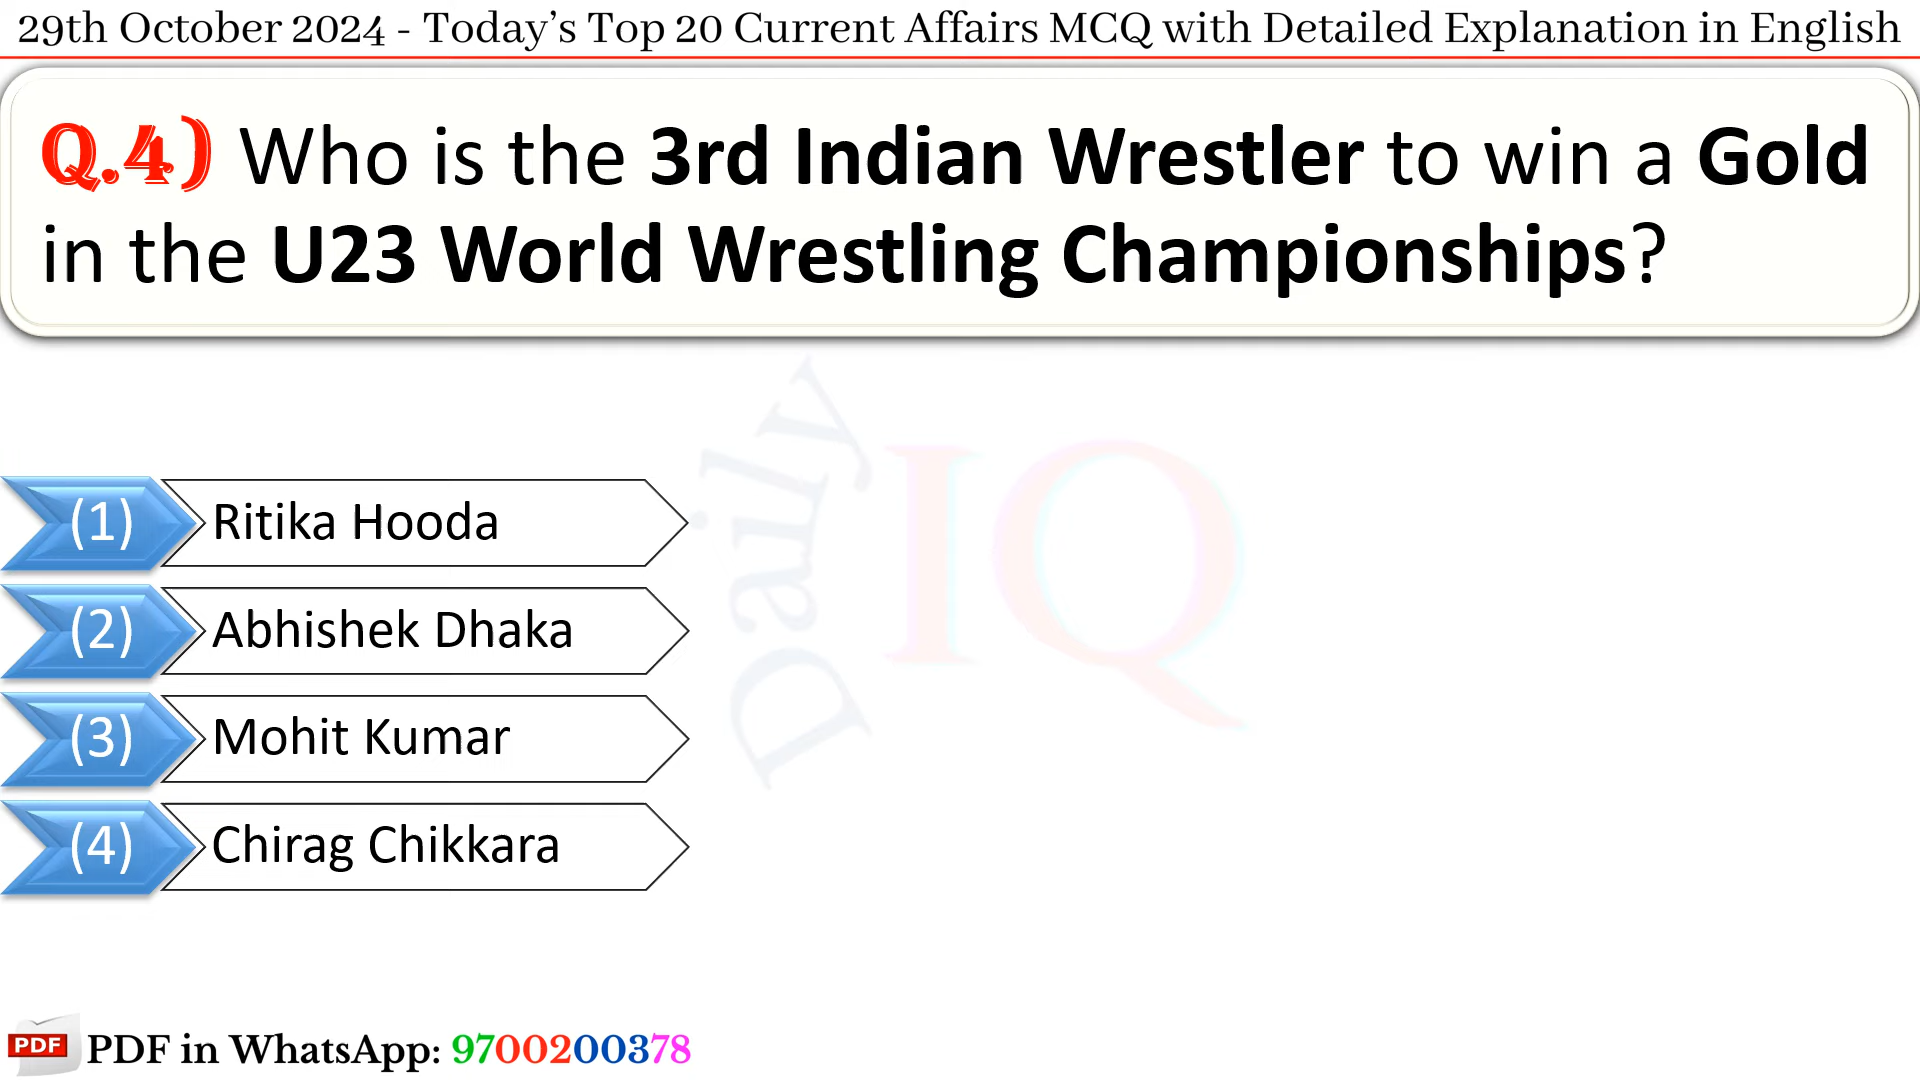 29th October 2024 - Today’s Top 20 Current Affairs MCQ with Detailed Explanation in English
Q.4) Who is the 3rd Indian Wrestler to win a Gold
in the U23 World Wrestling Championships?
Daily IQ
(1) Ritika Hooda
(2) Abhishek Dhaka
(3) Mohit Kumar
(4) Chirag Chikkara
PDF PDF in WhatsApp: 9700200378